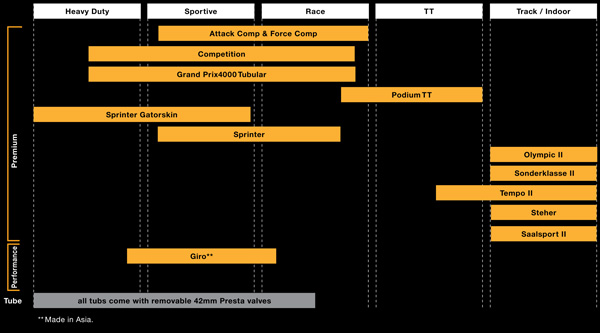 Heavy Duty Sportive Race TT Track / Indoor
Premium
Attack Comp & Force Comp
Competition
Grand Prix4000 Tubular
Podium TT
Sprinter Gatorskin
Sprinter
Olympic II
Sonderklasse II
Tempo II
Steher
Saalsport II
Performance
Giro**
Tube all tubs come with removable 42mm Presta valves
**Made in Asia.